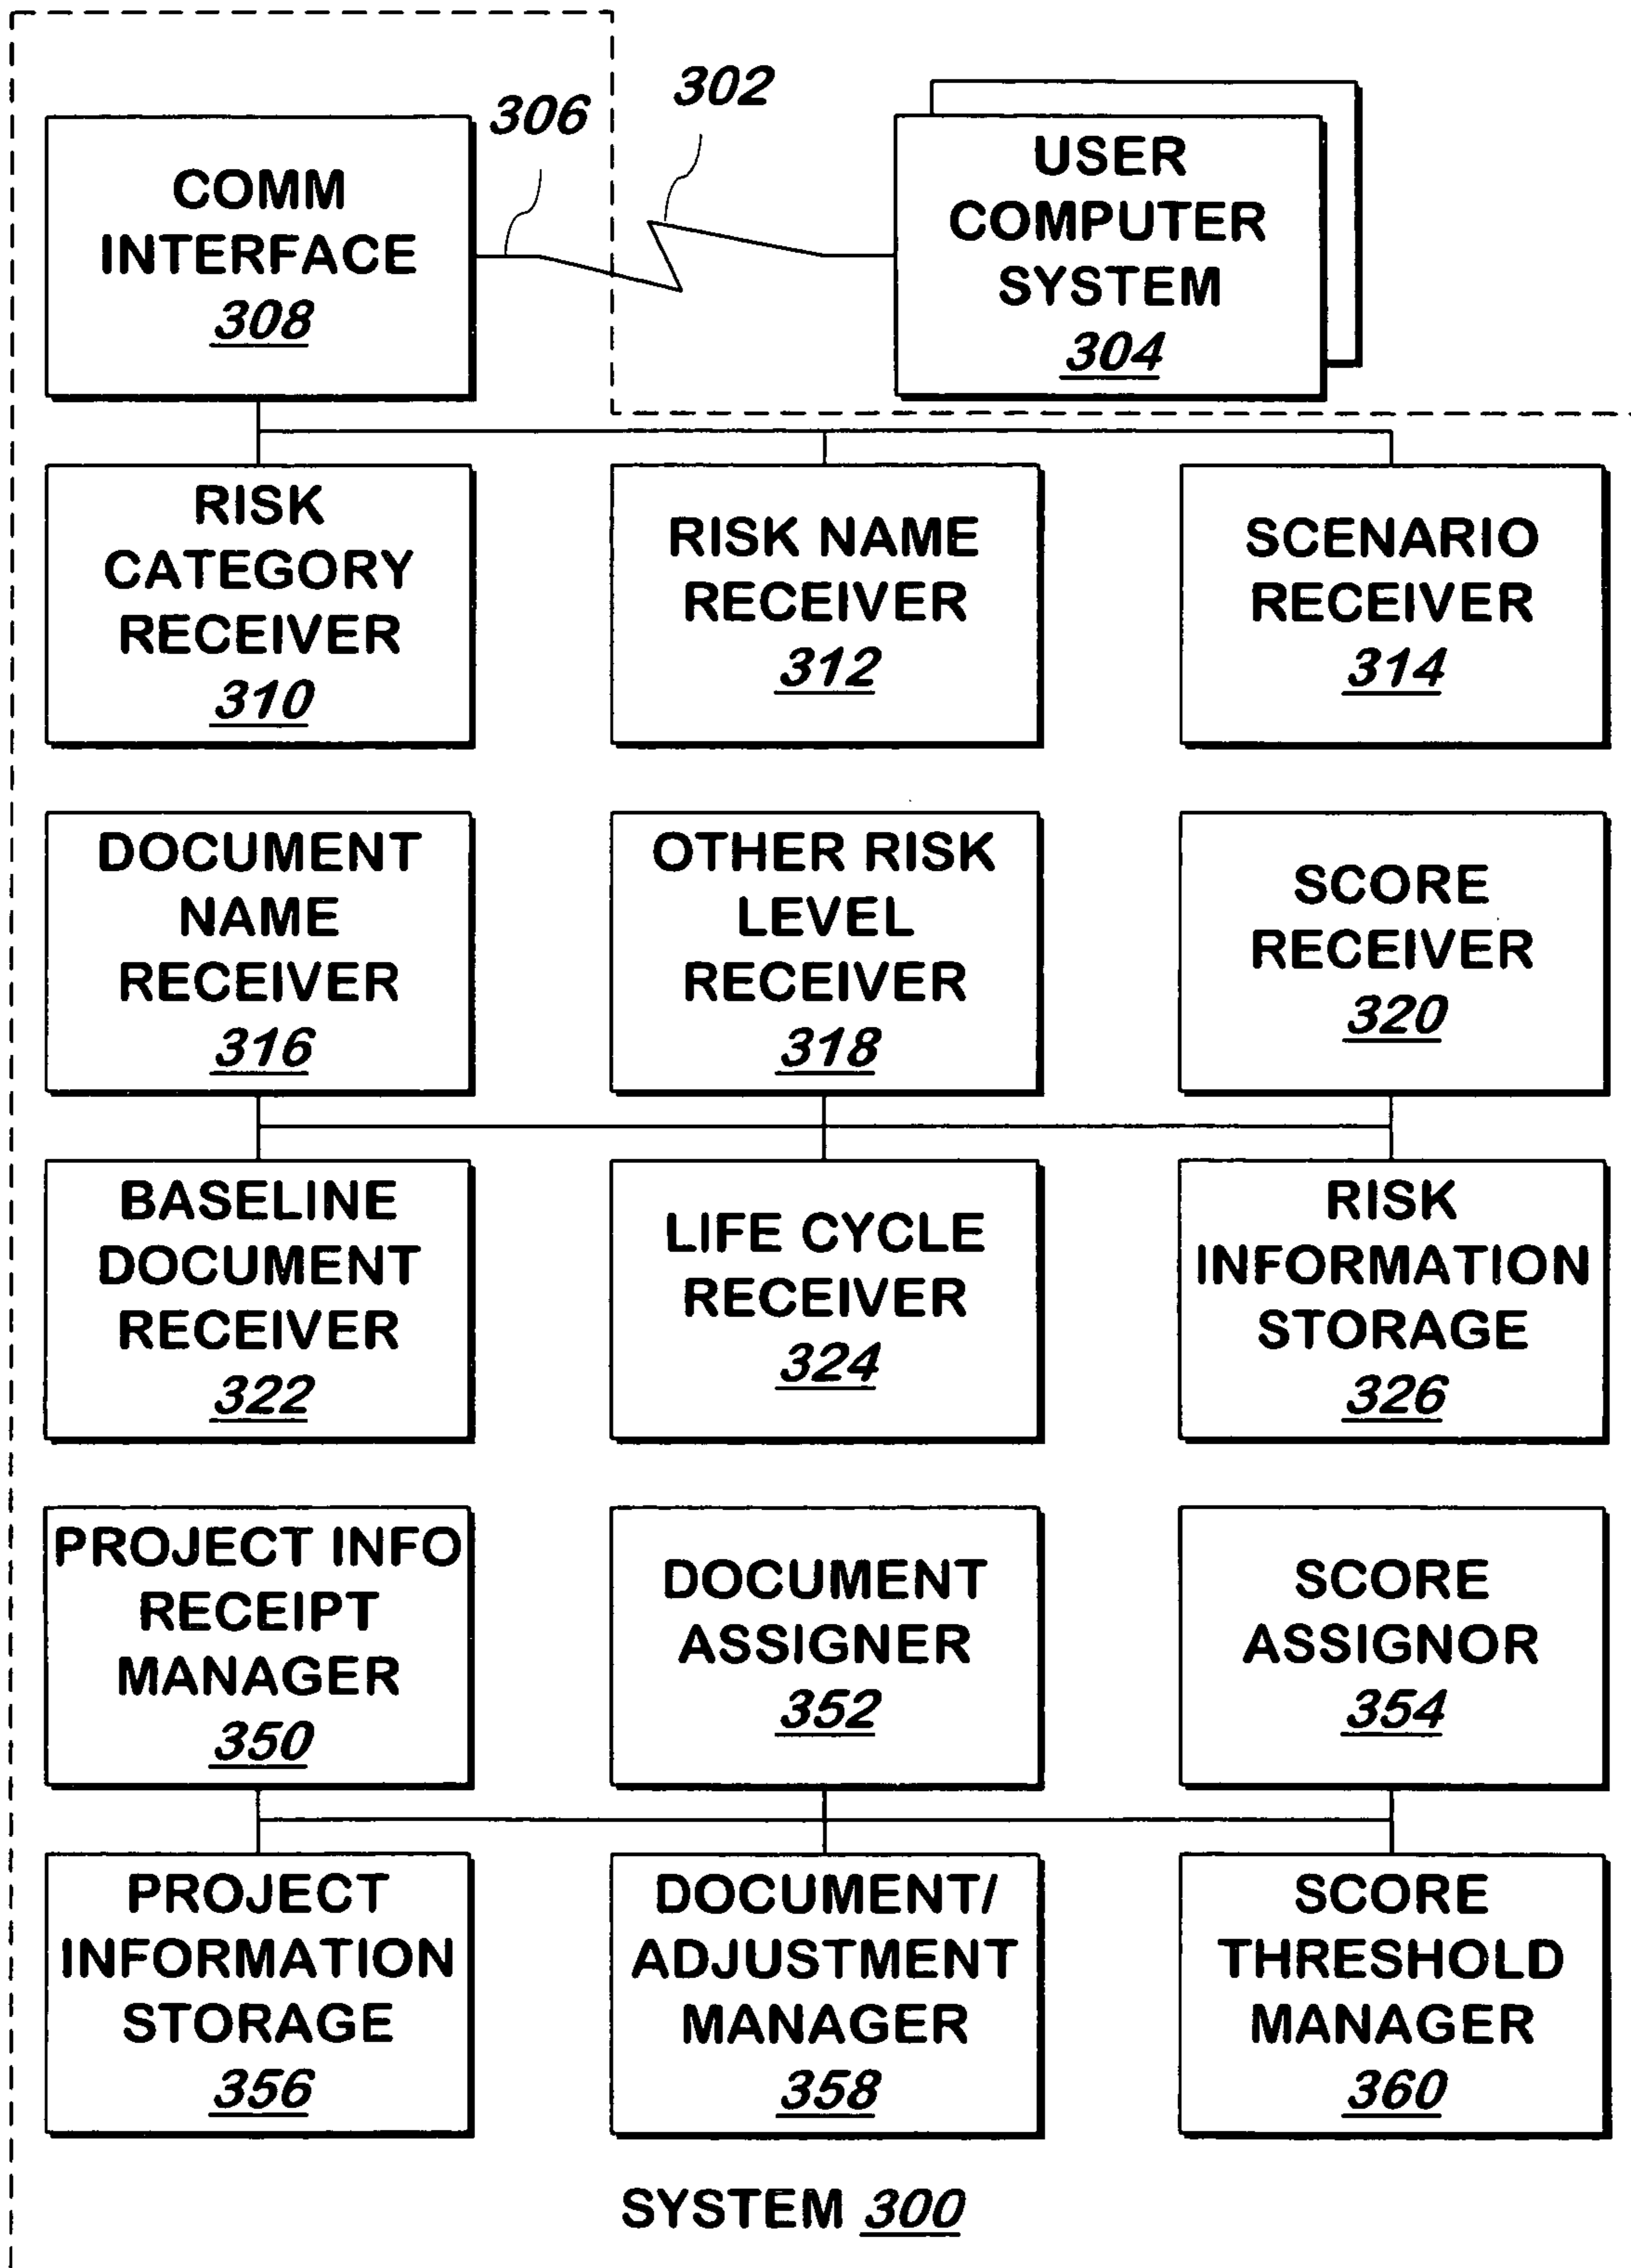 306
302
COMM
INTERFACE
308
USER
COMPUTER
SYSTEM
304
RISK
CATEGORY
RECEIVER
310
RISK NAME
RECEIVER
312
SCENARIO
RECEIVER
314
DOCUMENT
NAME
RECEIVER
316
OTHER RISK
LEVEL
RECEIVER
318
SCORE
RECEIVER
320
BASELINE
DOCUMENT
RECEIVER
322
LIFE CYCLE
RECEIVER
324
RISK
INFORMATION
STORAGE
326
PROJECT INFO
RECEIPT
MANAGER
350
DOCUMENT
ASSIGNER
352
SCORE
ASSIGNOR
354
PROJECT
INFORMATION
STORAGE
356
DOCUMENT/
ADJUSTMENT
MANAGER
358
SCORE
THRESHOLD
MANAGER
360
SYSTEM 300